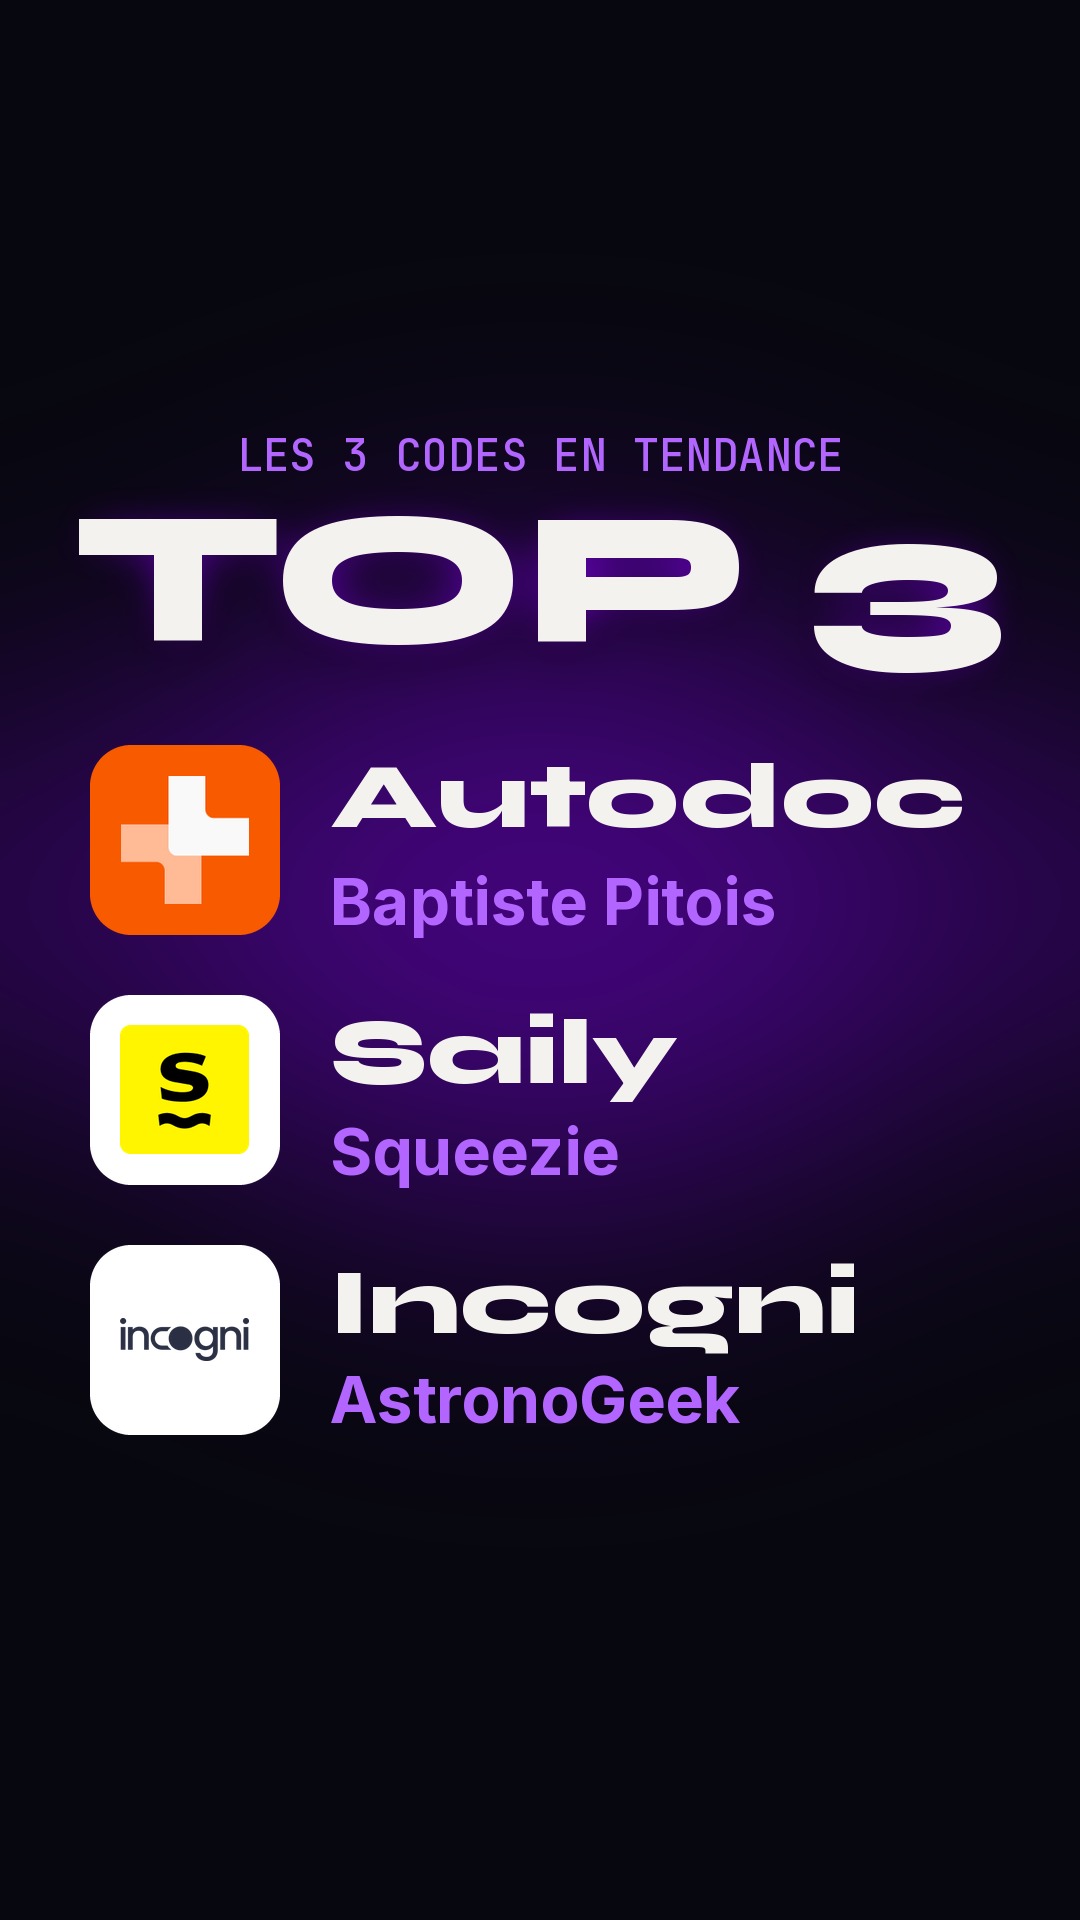 LES 3 CODES EN TENDANCE
TOP 3
Autodoc
Baptiste Pitois
s
Saily
Squeezie
incogni
Incogni
AstronoGeek